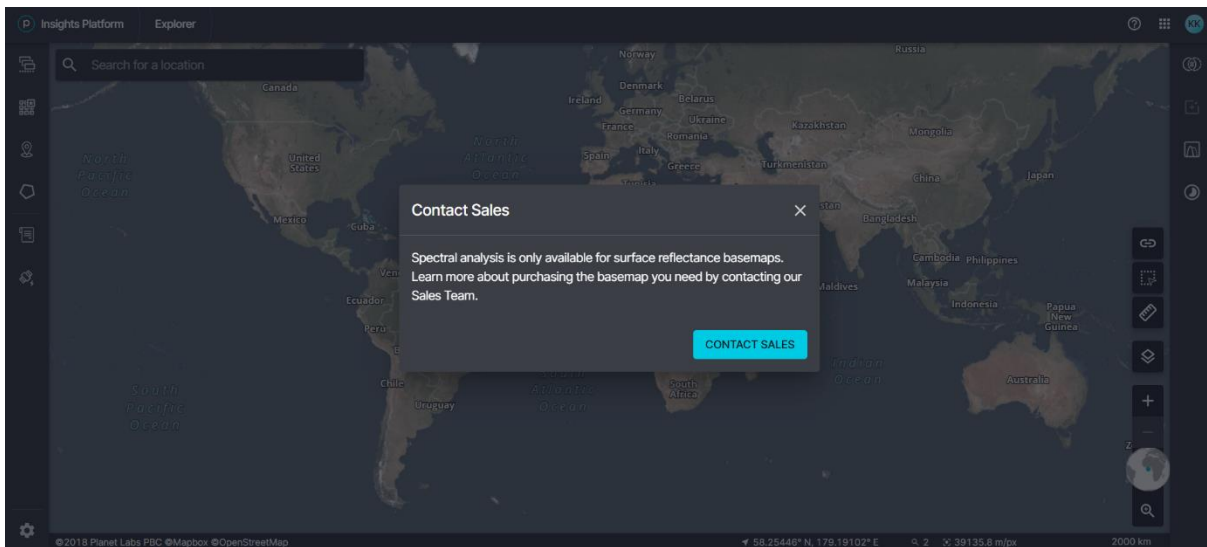 Insights Platform Explorer
KK
Search for a location
Russia
Norway
Canada
Denmark
Ireland
Belarus
Germany
Ukraine
France
Kazakhstan
Romania
Mongolia
North
Atlantic
Ocean
Italy
Spain
Greece
Turkmenistan
North
Pacific
Ocean
United
States
China
Japan
Contact Sales
Mexico
Cuba
stan
Bangladesh
Spectral analysis is only available for surface reflectance basemaps.
Learn more about purchasing the basemap you need by contacting our
Sales Team.
Ven
Cambodia
Philippines
Maldives
Malaysia
Ecuador
Indonesia
Papua
New
Guinea
Peru
CONTACT SALES
Indian
Ocean
Chile
Atlantic
Ocean
South
Africa
Australia
South
Pacific
Ocean
Uruguay
©2018 Planet Labs PBC ©Mapbox ©OpenStreetMap
58.25446° N, 179.19102° E
2
39135.8 m/px
2000 km